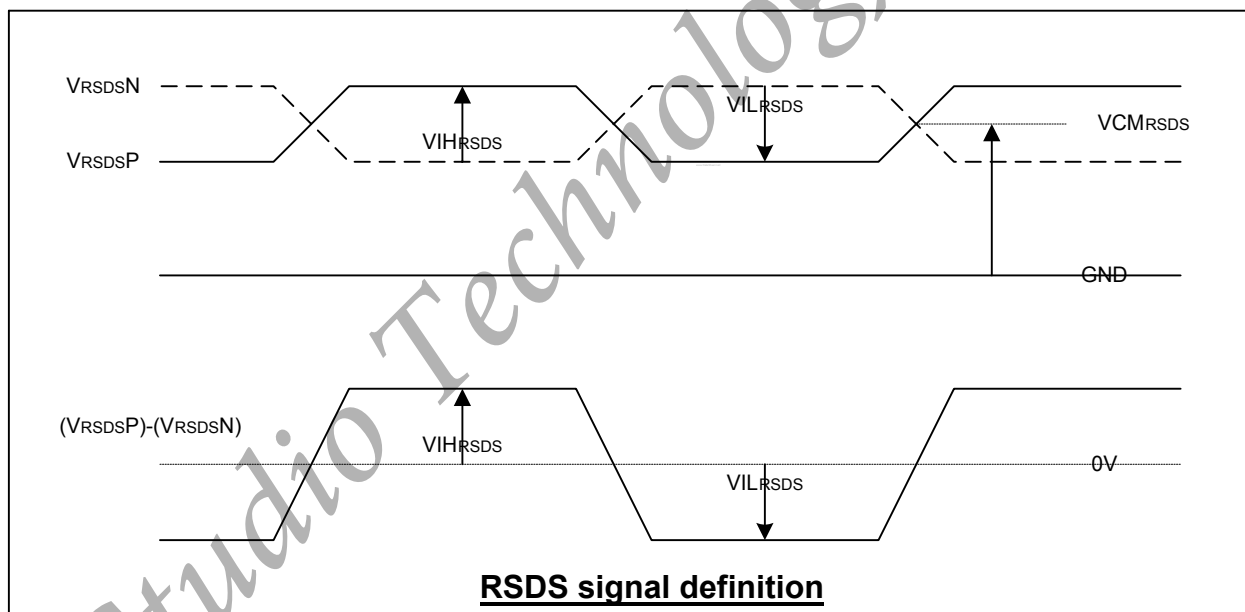 VRSDSN
VILRSDS
VCMRSDS
VIHRSDS
VRSDSP
GND
(VRSDSP)-(VRSDSN)
VIHRSDS
0V
VILRSDS
RSDS signal definition
Studio Technology